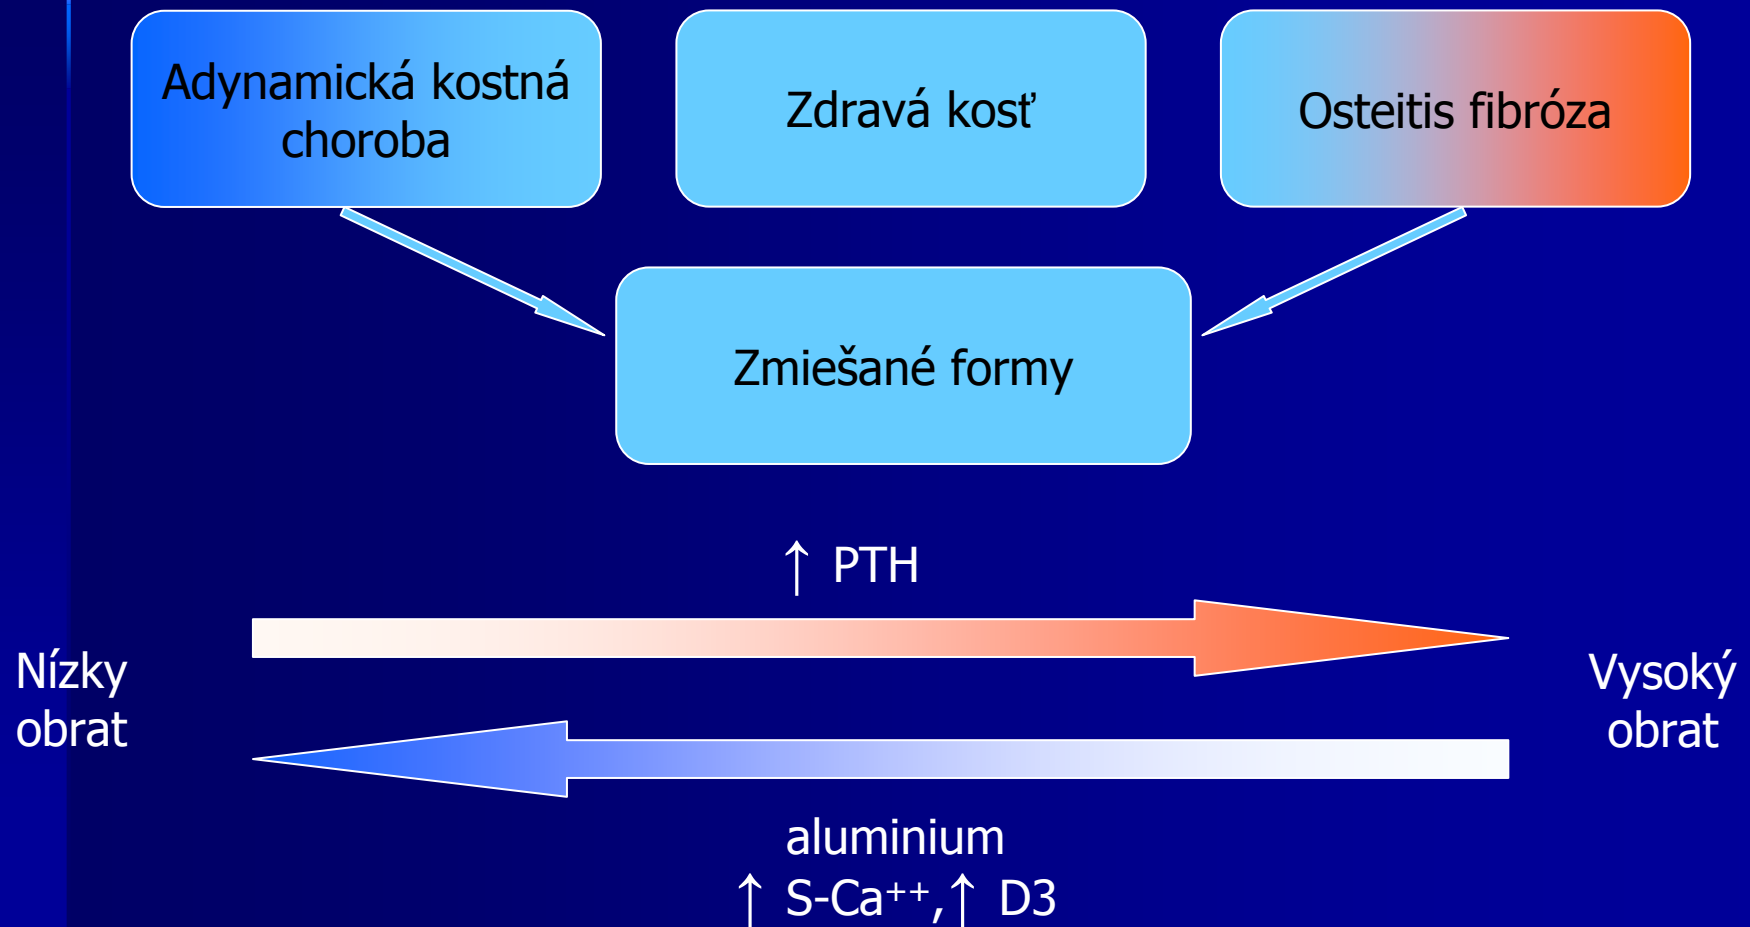 Adynamická kostná
choroba
Zdravá kosť
Osteitis fibróza
Zmiešané formy
↑ PTH
Nízky
obrat
Vysoký
obrat
aluminium
↑ S-Ca⁺⁺,↑ D3